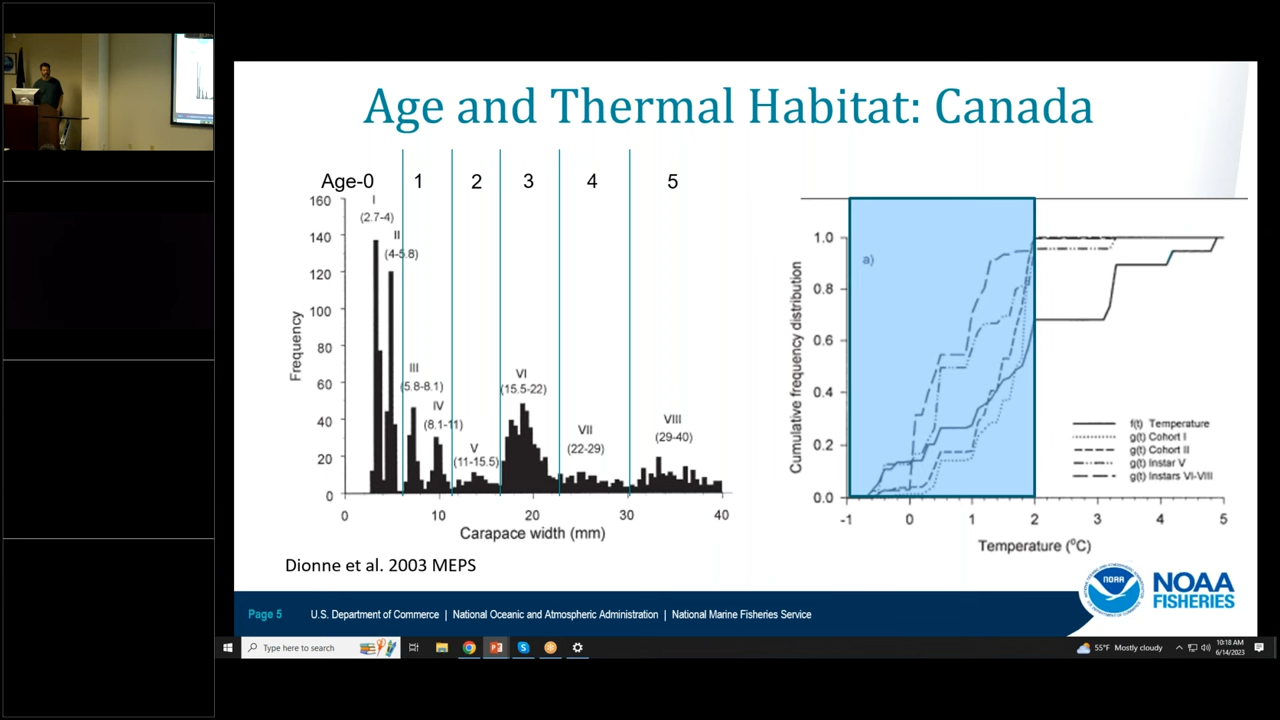 Age and Thermal Habitat: Canada
Age-0 1 2 3 4 5
160
140
120
100
80
60
40
20
0
Frequency
I
(2.7-4)
II
(4-5.8)
III
(5.8-8.1)
IV
(8.1-11)
V
(11-15.5)
VI
(15.5-22)
VII
(22-29)
VIII
(29-40)
0 10 20 30 40
Carapace width (mm)
Dionne et al. 2003 MEPS
1.0
0.8
0.6
0.4
0.2
0.0
Cumulative frequency distribution
a)
f(t) Temperature
g(t) Cohort I
g(t) Cohort II
g(t) Instar V
g(t) Instars VI-VIII
-1 0 1 2 3 4 5
Temperature (°C)
NOAA
NOAA
FISHERIES
Page 5 U.S. Department of Commerce | National Oceanic and Atmospheric Administration | National Marine Fisheries Service
Type here to search
55°F Mostly cloudy
10:18 AM
6/14/2023